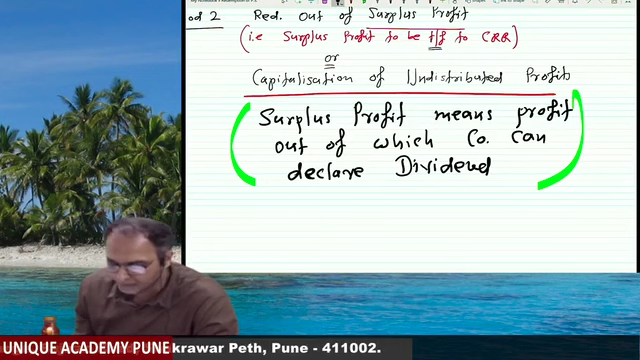 od 2 Red. Out of Surplus Profit
(i.e Surplus Profit to be t/f to CRR)
or
Capitalisation of Undistributed Profit
Surplus Profit means profit
out of which Co. can
declare Dividend
UNIQUE ACADEMY PUNE krawar Peth, Pune - 411002.